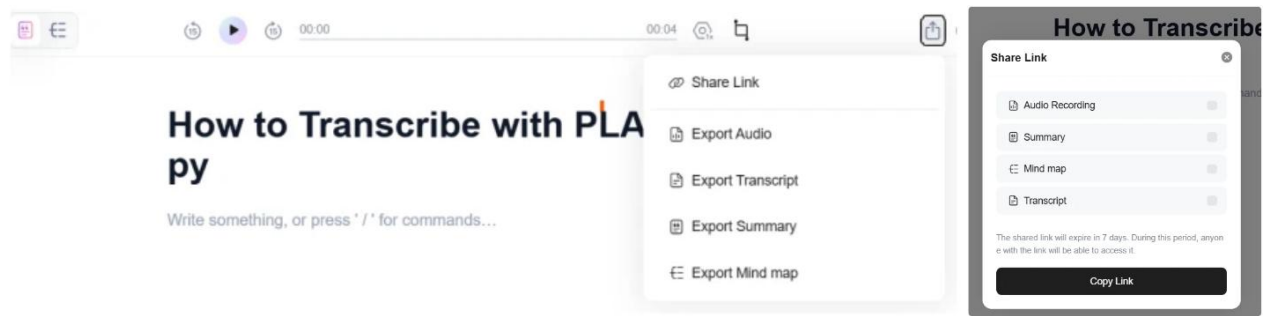 15
15
00:00
00:04
Share Link
Export Audio
How to Transcribe with PLA
py
Export Transcript
Write something, or press ' / ' for commands...
Export Summary
Export Mind map
How to Transcribe
Share Link
Audio Recording
Summary
Mind map
Transcript
The shared link will expire in 7 days. During this period, anyon
e with the link will be able to access it.
Copy Link